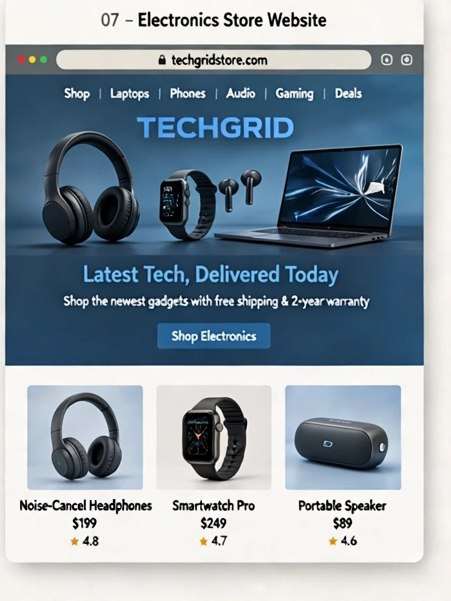 07 – Electronics Store Website
techgridstore.com
Shop | Laptops | Phones | Audio | Gaming | Deals
TECHGRID
Latest Tech, Delivered Today
Shop the newest gadgets with free shipping & 2-year warranty
Shop Electronics
Noise-Cancel Headphones
$199
★ 4.8
Smartwatch Pro
$249
★ 4.7
Portable Speaker
$89
★ 4.6